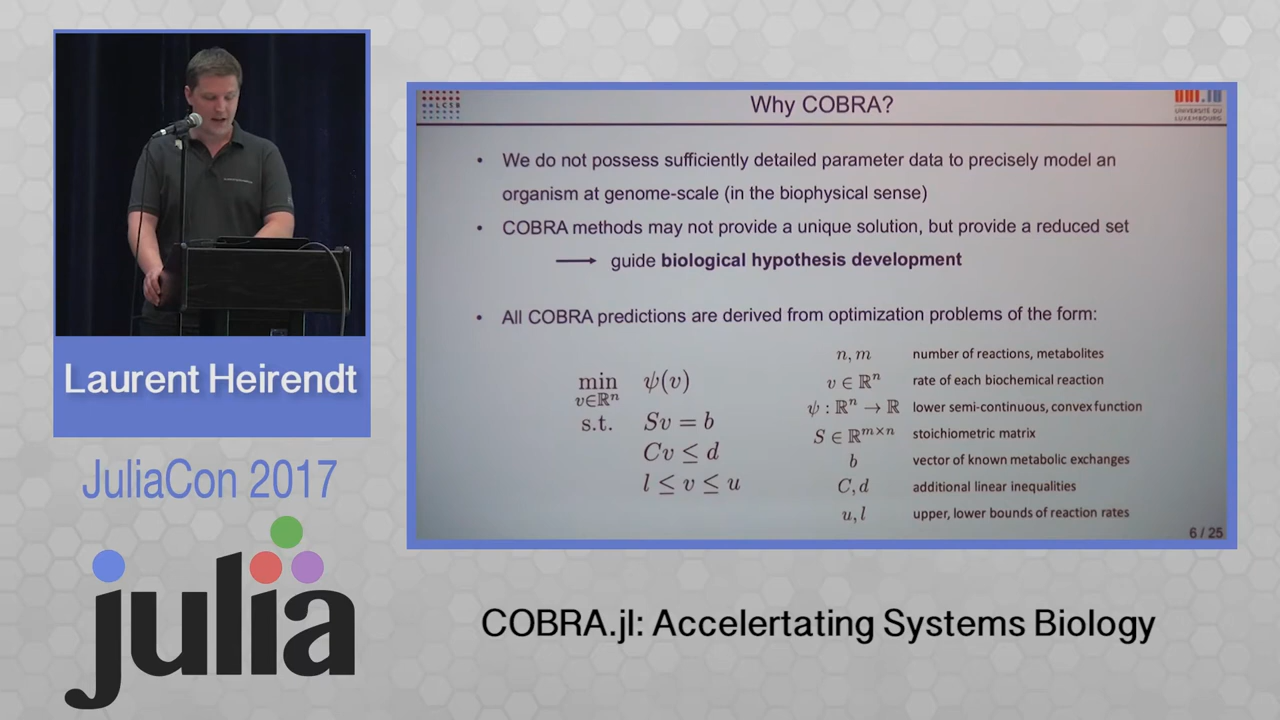 Laurent Heirendt
JuliaCon 2017
julia
LCSB
Why COBRA?
UNIVERSITÉ DU
LUXEMBOURG
• We do not possess sufficiently detailed parameter data to precisely model an
organism at genome-scale (in the biophysical sense)
• COBRA methods may not provide a unique solution, but provide a reduced set
→ guide biological hypothesis development
• All COBRA predictions are derived from optimization problems of the form:
min ψ(v)
v∈ℝⁿ
s.t. Sv = b
Cv ≤ d
l ≤ v ≤ u
n, m number of reactions, metabolites
v ∈ ℝⁿ rate of each biochemical reaction
ψ : ℝⁿ → ℝ lower semi-continuous, convex function
S ∈ ℝᵐˣⁿ stoichiometric matrix
b vector of known metabolic exchanges
C, d additional linear inequalities
u, l upper, lower bounds of reaction rates
6 / 25
COBRA.jl: Accelertating Systems Biology